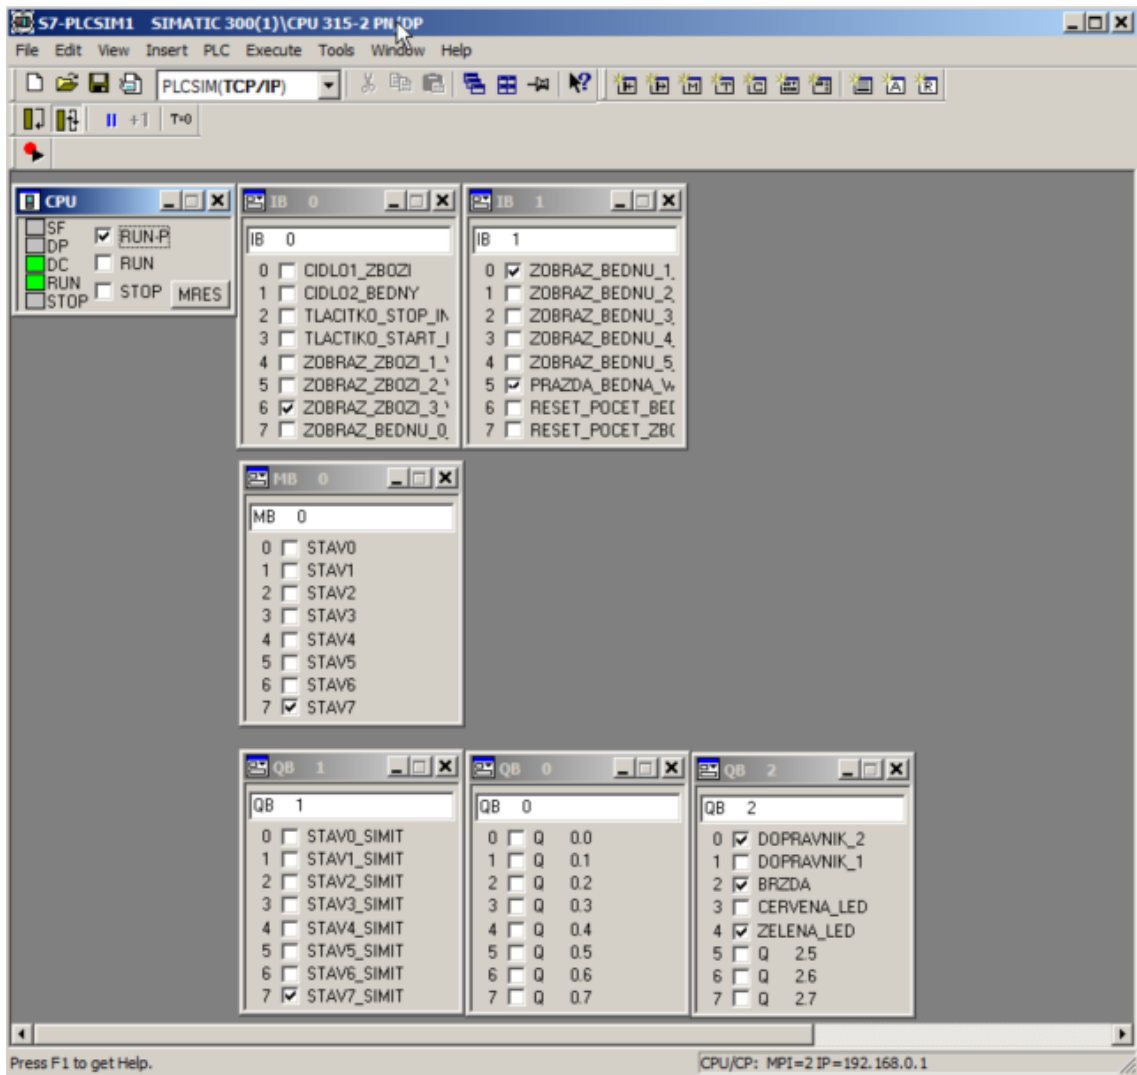 S7-PLCSIM1 SIMATIC 300(1)\CPU 315-2 PN/DP
File Edit View Insert PLC Execute Tools Window Help
PLCSIM(TCP/IP)
+1 T=0
CPU
SF
DP
DC
RUN
STOP
RUN-P
RUN
STOP MRES
IB 0
IB 0
0 CIDLO1_ZBOZI
1 CIDLO2_BEDNY
2 TLACITKO_STOP_IN
3 TLACTIKO_START_I
4 ZOBRAZ_ZBOZI_1_
5 ZOBRAZ_ZBOZI_2_
6 ZOBRAZ_ZBOZI_3_
7 ZOBRAZ_BEDNU_0_
IB 1
IB 1
0 ZOBRAZ_BEDNU_1_
1 ZOBRAZ_BEDNU_2_
2 ZOBRAZ_BEDNU_3_
3 ZOBRAZ_BEDNU_4_
4 ZOBRAZ_BEDNU_5_
5 PRAZDA_BEDNA_
6 RESET_POCET_BED
7 RESET_POCET_ZB
MB 0
MB 0
0 STAV0
1 STAV1
2 STAV2
3 STAV3
4 STAV4
5 STAV5
6 STAV6
7 STAV7
QB 1
QB 1
0 STAV0_SIMIT
1 STAV1_SIMIT
2 STAV2_SIMIT
3 STAV3_SIMIT
4 STAV4_SIMIT
5 STAV5_SIMIT
6 STAV6_SIMIT
7 STAV7_SIMIT
QB 0
QB 0
0 Q 0.0
1 Q 0.1
2 Q 0.2
3 Q 0.3
4 Q 0.4
5 Q 0.5
6 Q 0.6
7 Q 0.7
QB 2
QB 2
0 DOPRAVNIK_2
1 DOPRAVNIK_1
2 BRZDA
3 CERVENA_LED
4 ZELENA_LED
5 Q 2.5
6 Q 2.6
7 Q 2.7
Press F1 to get Help.
CPU/CP: MPI=2 IP=192.168.0.1